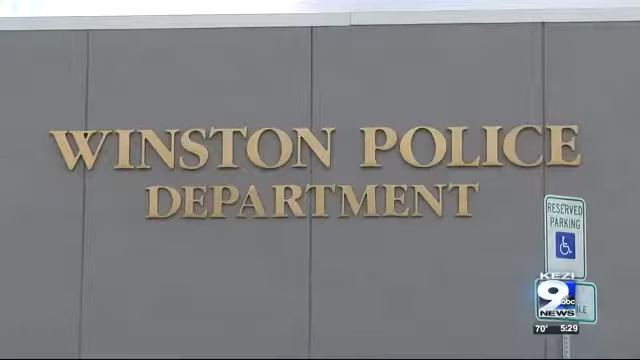 WINSTON POLICE
DEPARTMENT
RESERVED
PARKING
KEZI
9
abc
NEWS
70° 5:29